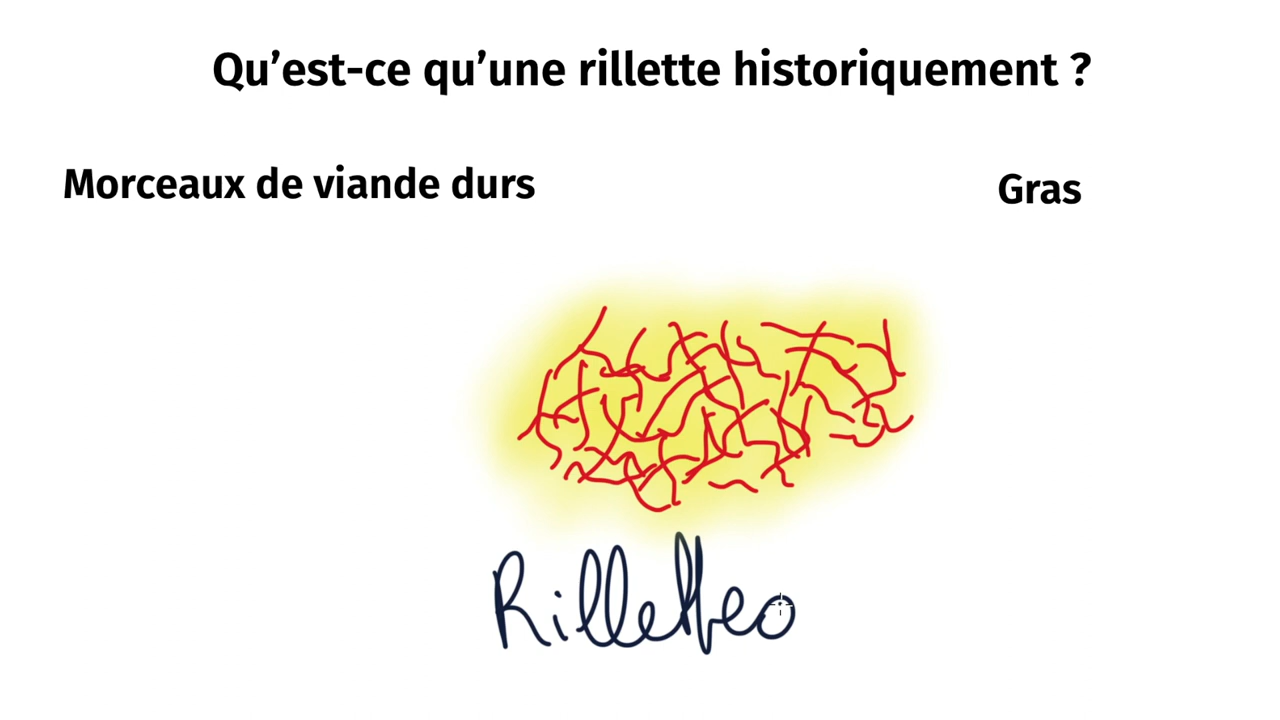 Qu’est-ce qu’une rillette historiquement ?
Morceaux de viande durs
Gras
Rillettes